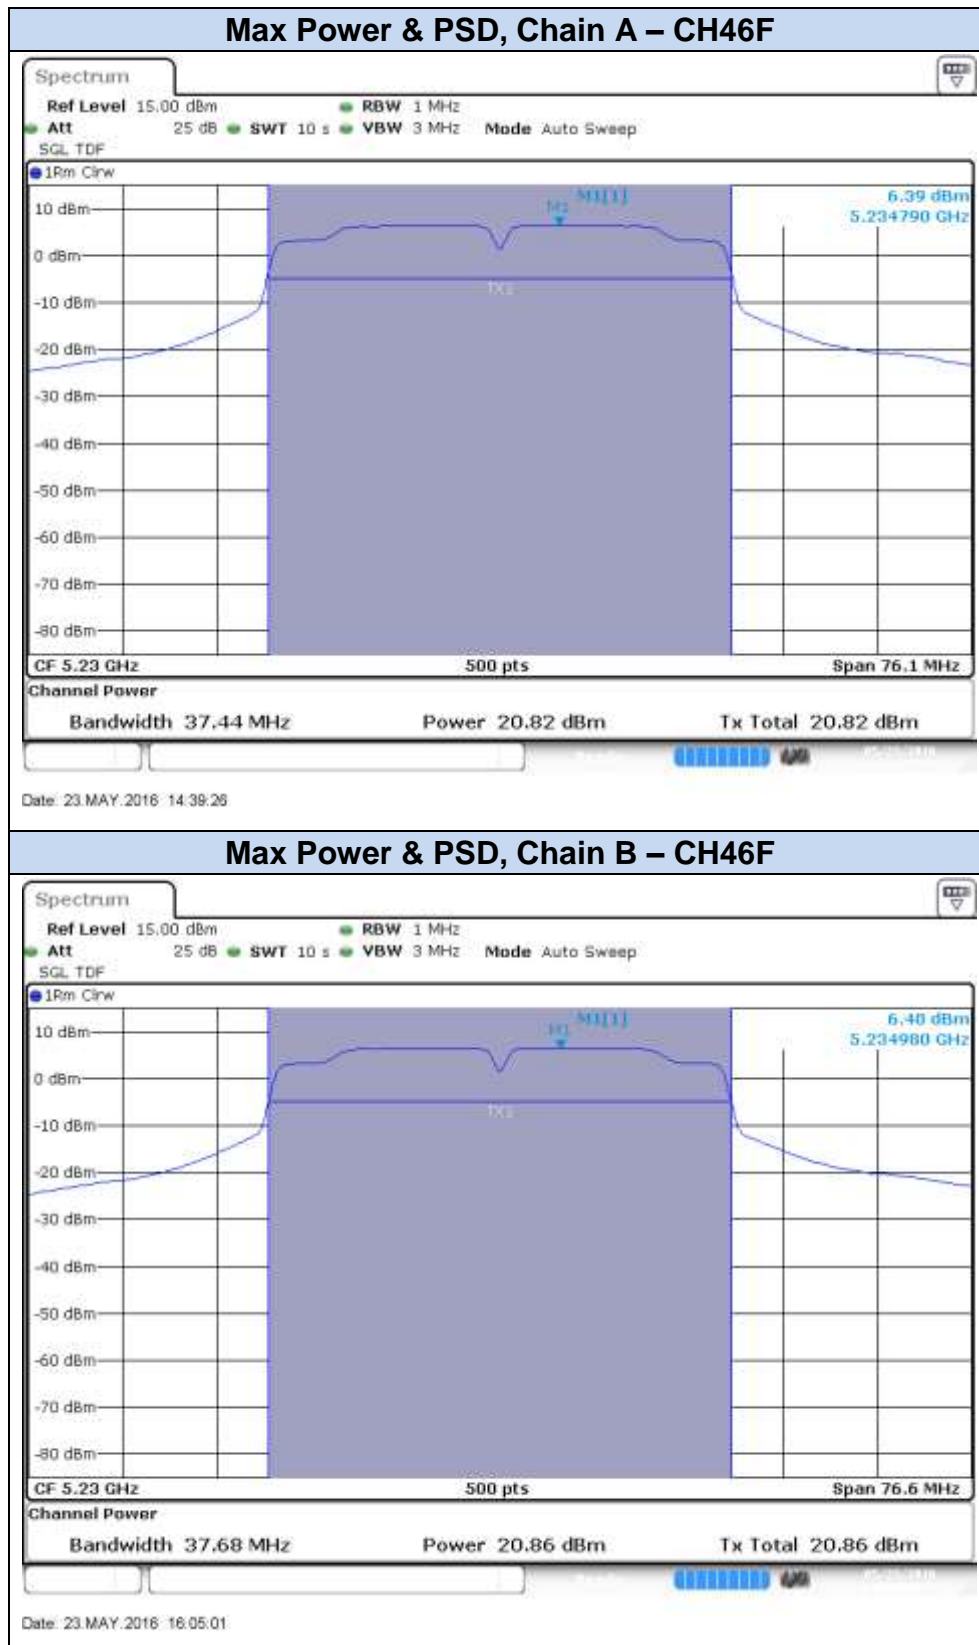 Max Power & PSD, Chain A – CH46F
Spectrum
Ref Level 15.00 dBm RBW 1 MHz
Att 25 dB SWT 10 s VBW 3 MHz Mode Auto Sweep
SGL TDF
1Rm Clrw
M1[1] 6.39 dBm
5.234790 GHz
M1
10 dBm
0 dBm
TX1
-10 dBm
-20 dBm
-30 dBm
-40 dBm
-50 dBm
-60 dBm
-70 dBm
-80 dBm
CF 5.23 GHz 500 pts Span 76.1 MHz
Channel Power
Bandwidth 37.44 MHz Power 20.82 dBm Tx Total 20.82 dBm
Date: 23.MAY.2016 14:39:26
Max Power & PSD, Chain B – CH46F
Spectrum
Ref Level 15.00 dBm RBW 1 MHz
Att 25 dB SWT 10 s VBW 3 MHz Mode Auto Sweep
SGL TDF
1Rm Clrw
M1[1] 6.40 dBm
5.234980 GHz
M1
10 dBm
0 dBm
TX1
-10 dBm
-20 dBm
-30 dBm
-40 dBm
-50 dBm
-60 dBm
-70 dBm
-80 dBm
CF 5.23 GHz 500 pts Span 76.6 MHz
Channel Power
Bandwidth 37.68 MHz Power 20.86 dBm Tx Total 20.86 dBm
Date: 23.MAY.2016 16:05:01